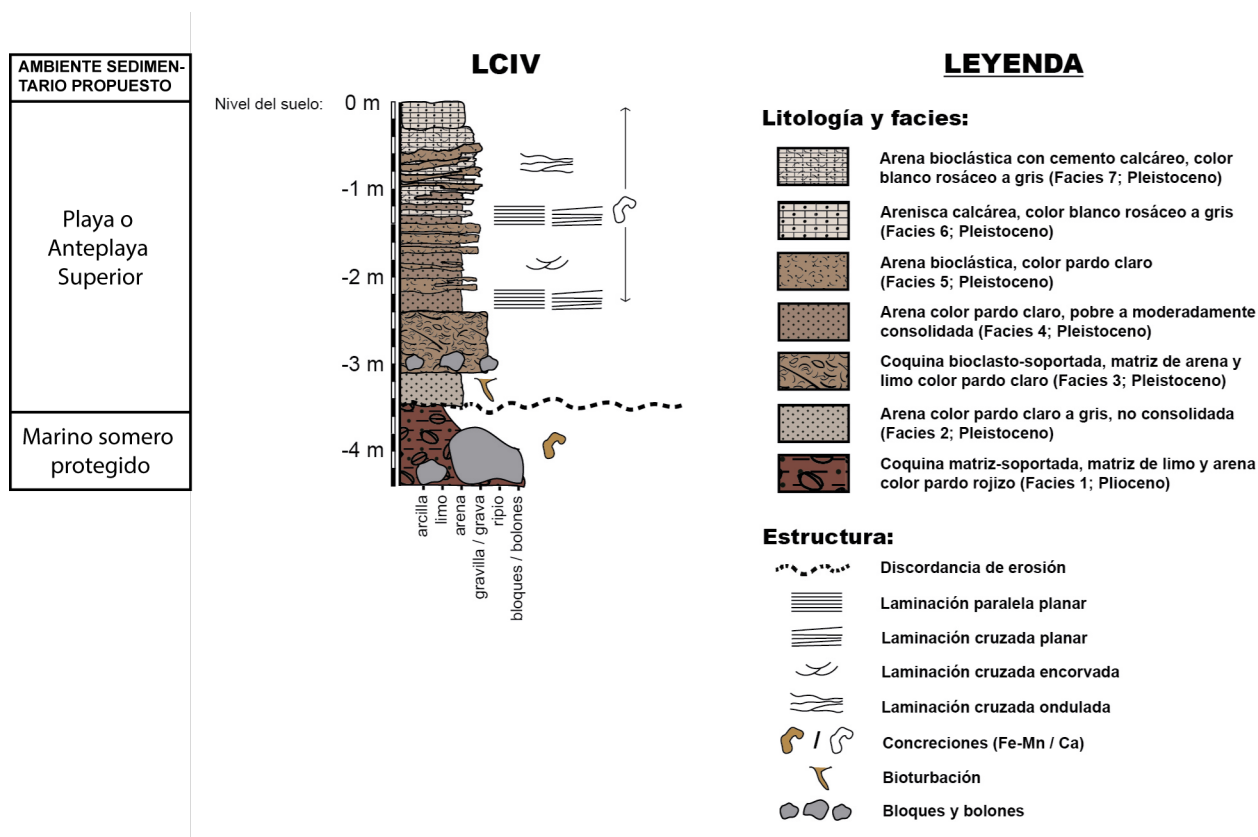 AMBIENTE SEDIMEN-
TARIO PROPUESTO
Playa o
Anteplaya
Superior
Marino somero
protegido
LCIV
Nivel del suelo:
0 m
-1 m
-2 m
-3 m
-4 m
arcilla
limo
arena
gravilla / grava
ripio
bloques / bolones
LEYENDA
Litología y facies:
Arena bioclástica con cemento calcáreo, color
blanco rosáceo a gris (Facies 7; Pleistoceno)
Arenisca calcárea, color blanco rosáceo a gris
(Facies 6; Pleistoceno)
Arena bioclástica, color pardo claro
(Facies 5; Pleistoceno)
Arena color pardo claro, pobre a moderadamente
consolidada (Facies 4; Pleistoceno)
Coquina bioclasto-soportada, matriz de arena y
limo color pardo claro (Facies 3; Pleistoceno)
Arena color pardo claro a gris, no consolidada
(Facies 2; Pleistoceno)
Coquina matriz-soportada, matriz de limo y arena
color pardo rojizo (Facies 1; Plioceno)
Estructura:
Discordancia de erosión
Laminación paralela planar
Laminación cruzada planar
Laminación cruzada encorvada
Laminación cruzada ondulada
/ Concreciones (Fe-Mn / Ca)
Bioturbación
Bloques y bolones